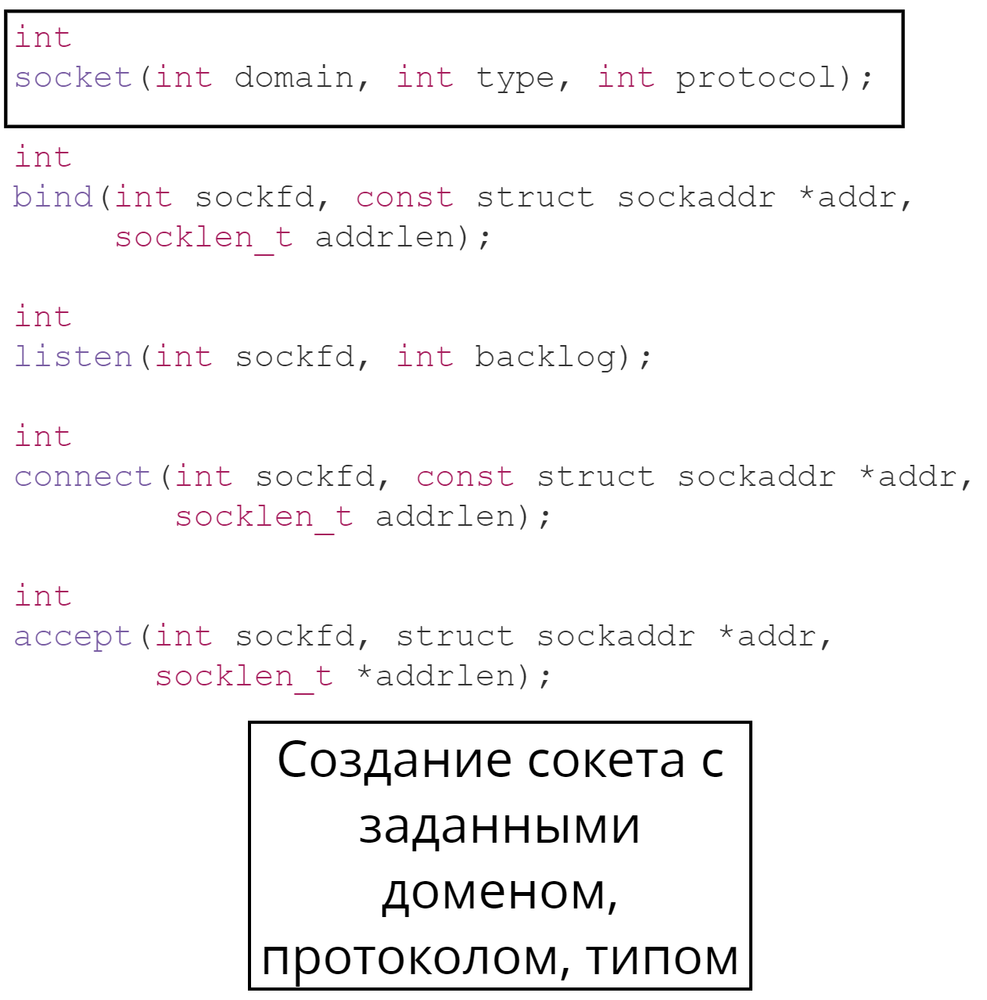 int
socket(int domain, int type, int protocol);
int
bind(int sockfd, const struct sockaddr *addr,
socklen_t addrlen);
int
listen(int sockfd, int backlog);
int
connect(int sockfd, const struct sockaddr *addr,
socklen_t addrlen);
int
accept(int sockfd, struct sockaddr *addr,
socklen_t *addrlen);
Создание сокета с
заданными
доменом,
протоколом, типом